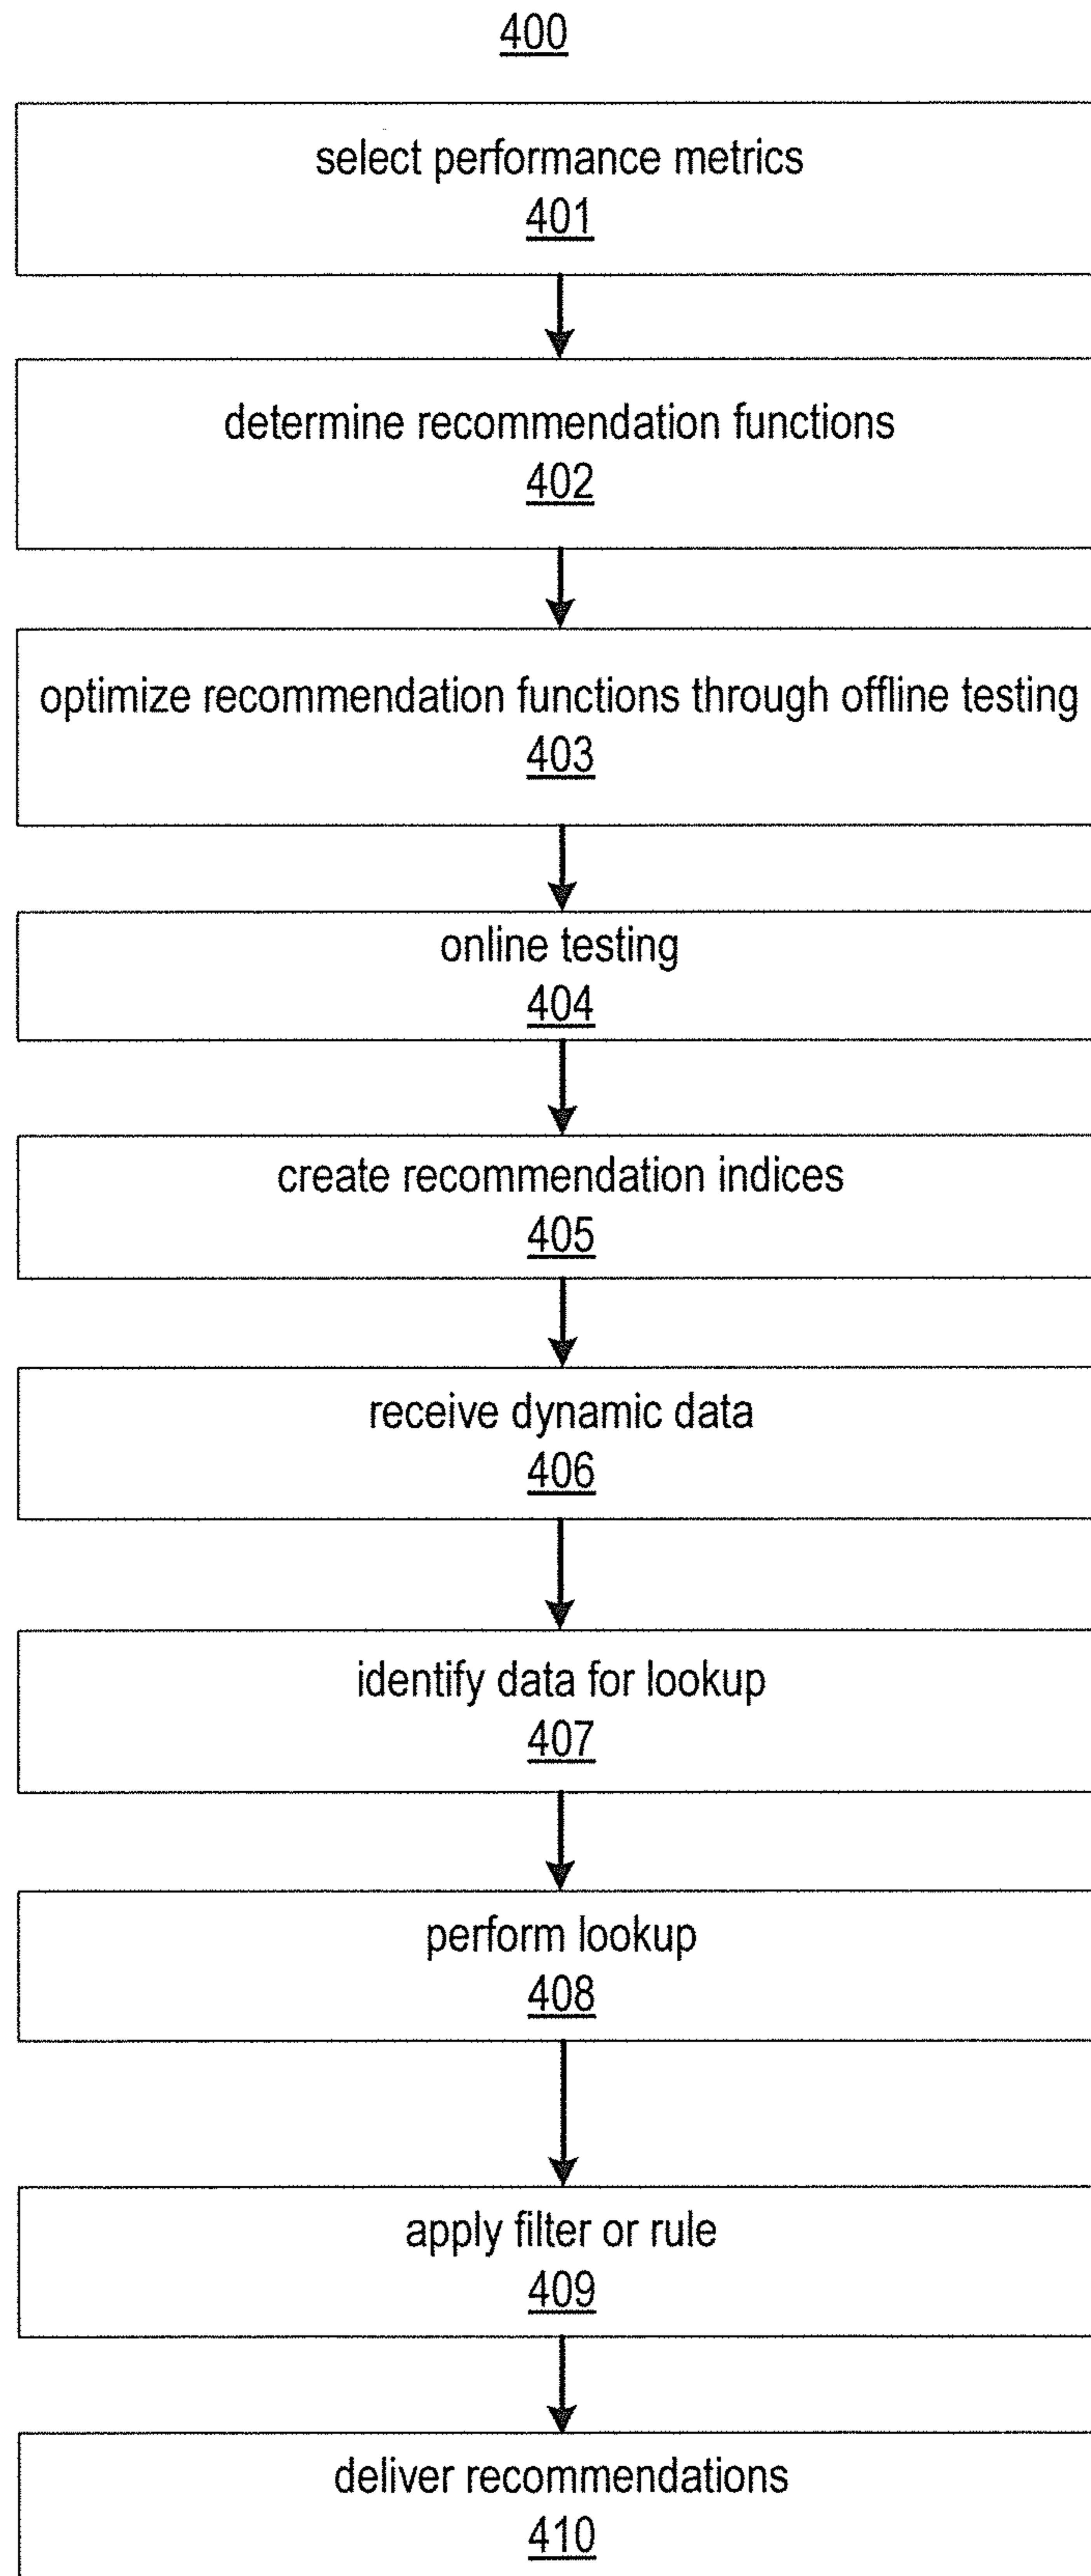 400
select performance metrics
401
determine recommendation functions
402
optimize recommendation functions through offline testing
403
online testing
404
create recommendation indices
405
receive dynamic data
406
identify data for lookup
407
perform lookup
408
apply filter or rule
409
deliver recommendations
410